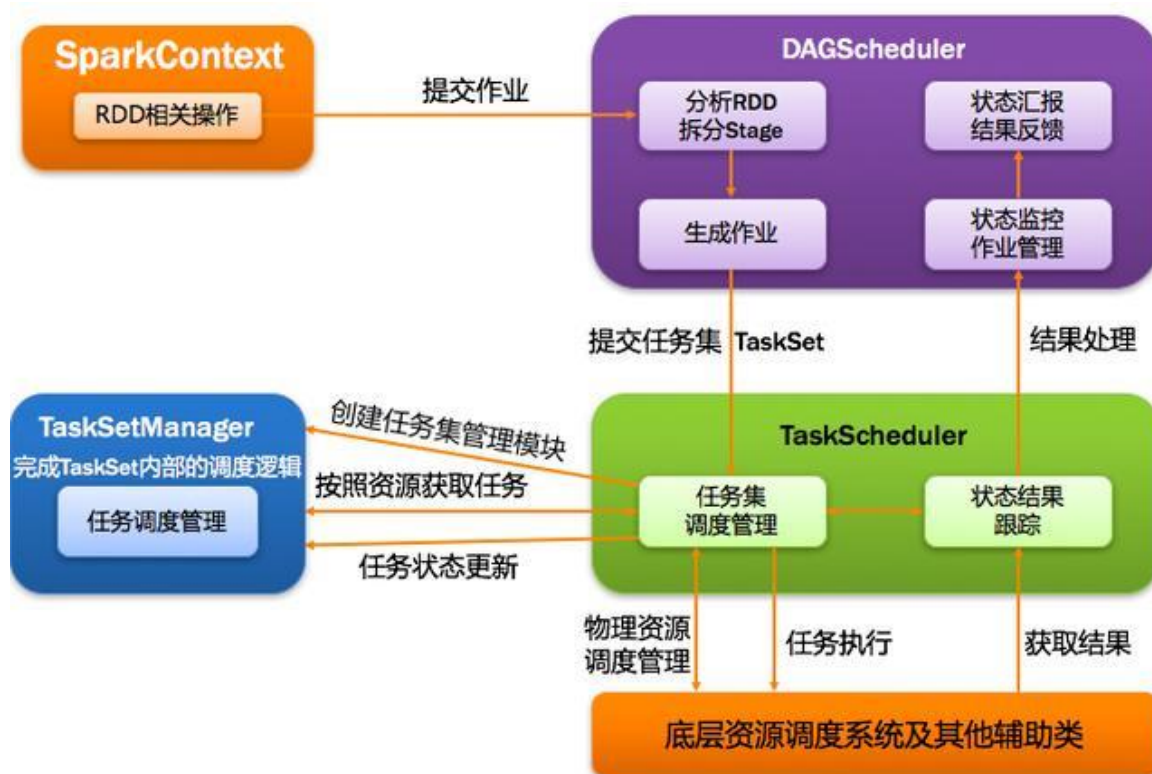 SparkContext
RDD相关操作
提交作业
DAGScheduler
分析RDD
拆分Stage
状态汇报
结果反馈
生成作业
状态监控
作业管理
提交任务集 TaskSet
结果处理
TaskSetManager
完成TaskSet内部的调度逻辑
任务调度管理
创建任务集管理模块
按照资源获取任务
任务状态更新
TaskScheduler
任务集
调度管理
状态结果
跟踪
物理资源
调度管理
任务执行
获取结果
底层资源调度系统及其他辅助类